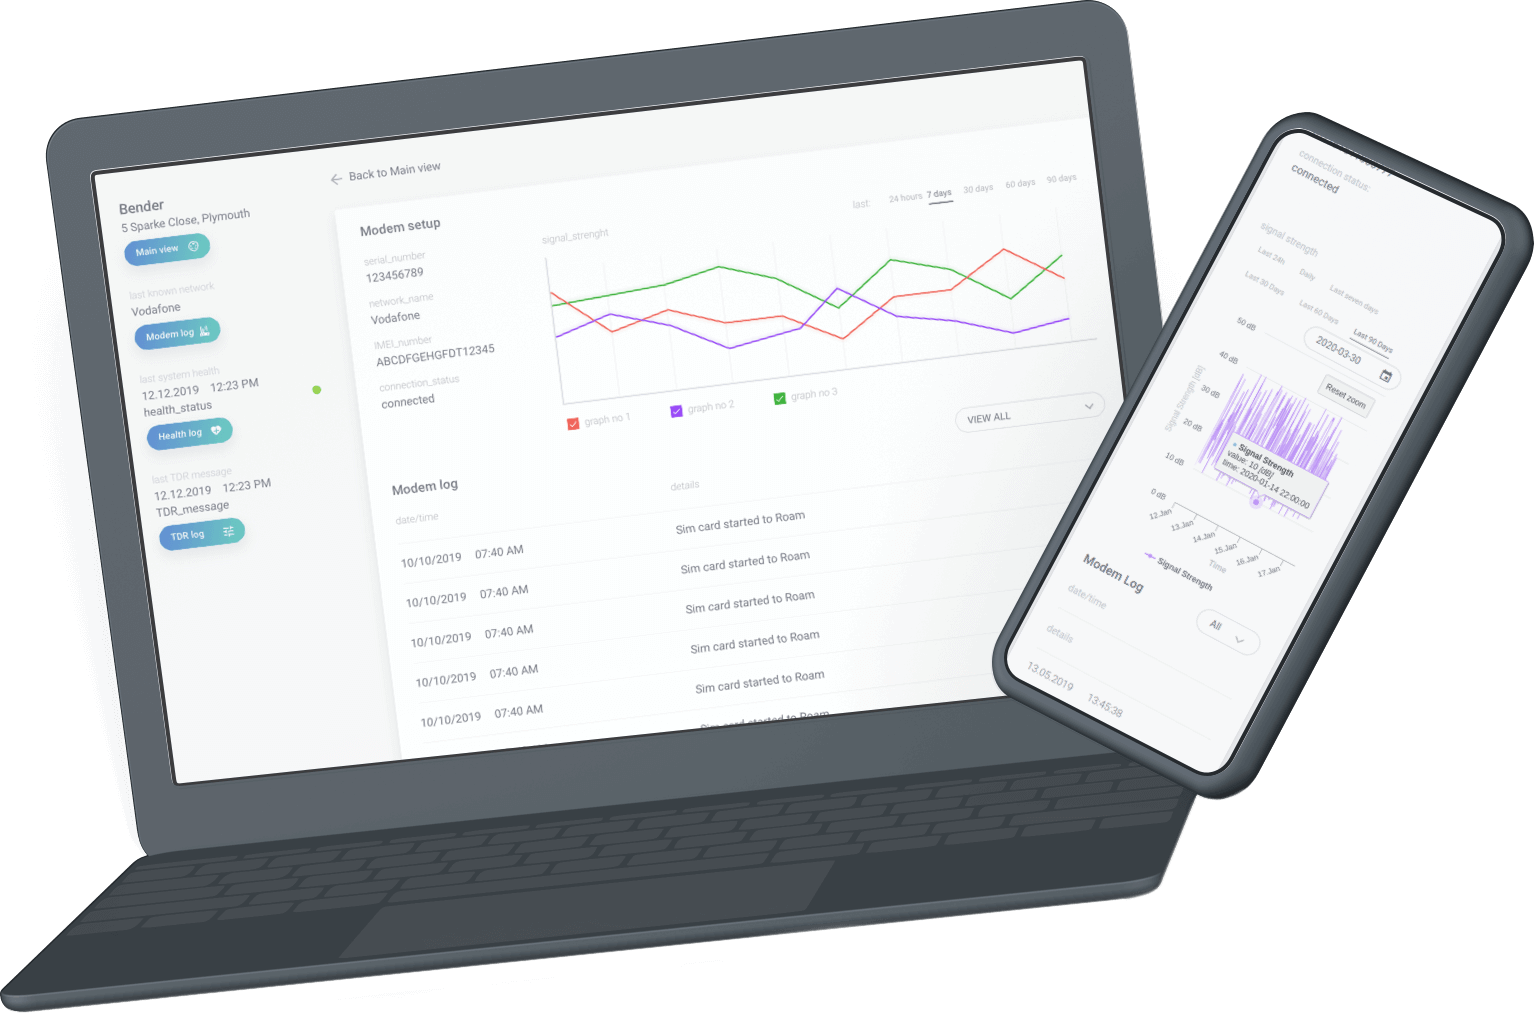 Bender
5 Sparke Close, Plymouth
Main view
last known network
Vodafone
Modem log
last system health
12.12.2019 12:23 PM
health_status
Health log
last TDR message
12.12.2019 12:23 PM
TDR_message
TDR log
Back to Main view
Modem setup
serial_number
123456789
network_name
Vodafone
IMEI_number
ABCDFGEHGFDT12345
connection_status
connected
last: 24 hours 7 days 30 days 60 days 90 days
signal_strenght
graph no 1 graph no 2 graph no 3
VIEW ALL
Modem log
date/time details
10/10/2019 07:40 AM Sim card started to Roam
10/10/2019 07:40 AM Sim card started to Roam
10/10/2019 07:40 AM Sim card started to Roam
10/10/2019 07:40 AM Sim card started to Roam
10/10/2019 07:40 AM Sim card started to Roam
Sim card started to Roam
connection status:
connected
signal strength
Last 24h Daily Last seven days
Last 30 Days Last 60 Days Last 90 Days
2020-03-30
Reset zoom
Signal Strength [dB]
50 dB
40 dB
30 dB
20 dB
10 dB
0 dB
Signal Strength
value: 10 [dB]
time: 2020-01-14 22:00:00
12.Jan 13.Jan 14.Jan 15.Jan 16.Jan 17.Jan
Time
Signal Strength
Modem Log
All
date/time
details
13.05.2019 13:45:38